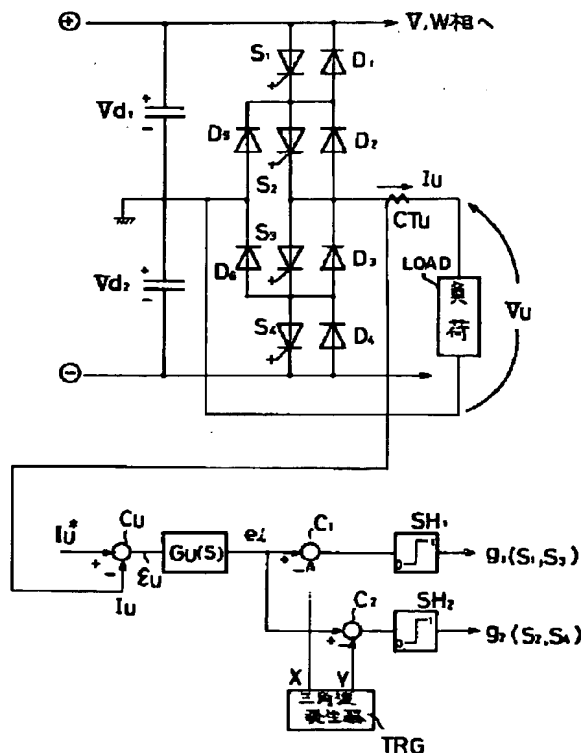 ⊕
V,W相へ
S₁
D₁
Vd₁
+
-
D₅
D₂
S₂
Iu
CTu
S₃
D₆
D₃
LOAD
負荷
Vu
Vd₂
+
-
S₄
D₄
⊖
Iu*
Cu
+
-
εu
Iu
Gu(S)
ei
C₁
+
-
SH₁
g₁(S₁,S₃)
C₂
+
-
SH₂
g₂(S₂,S₄)
X
Y
三角波
発生器
TRG